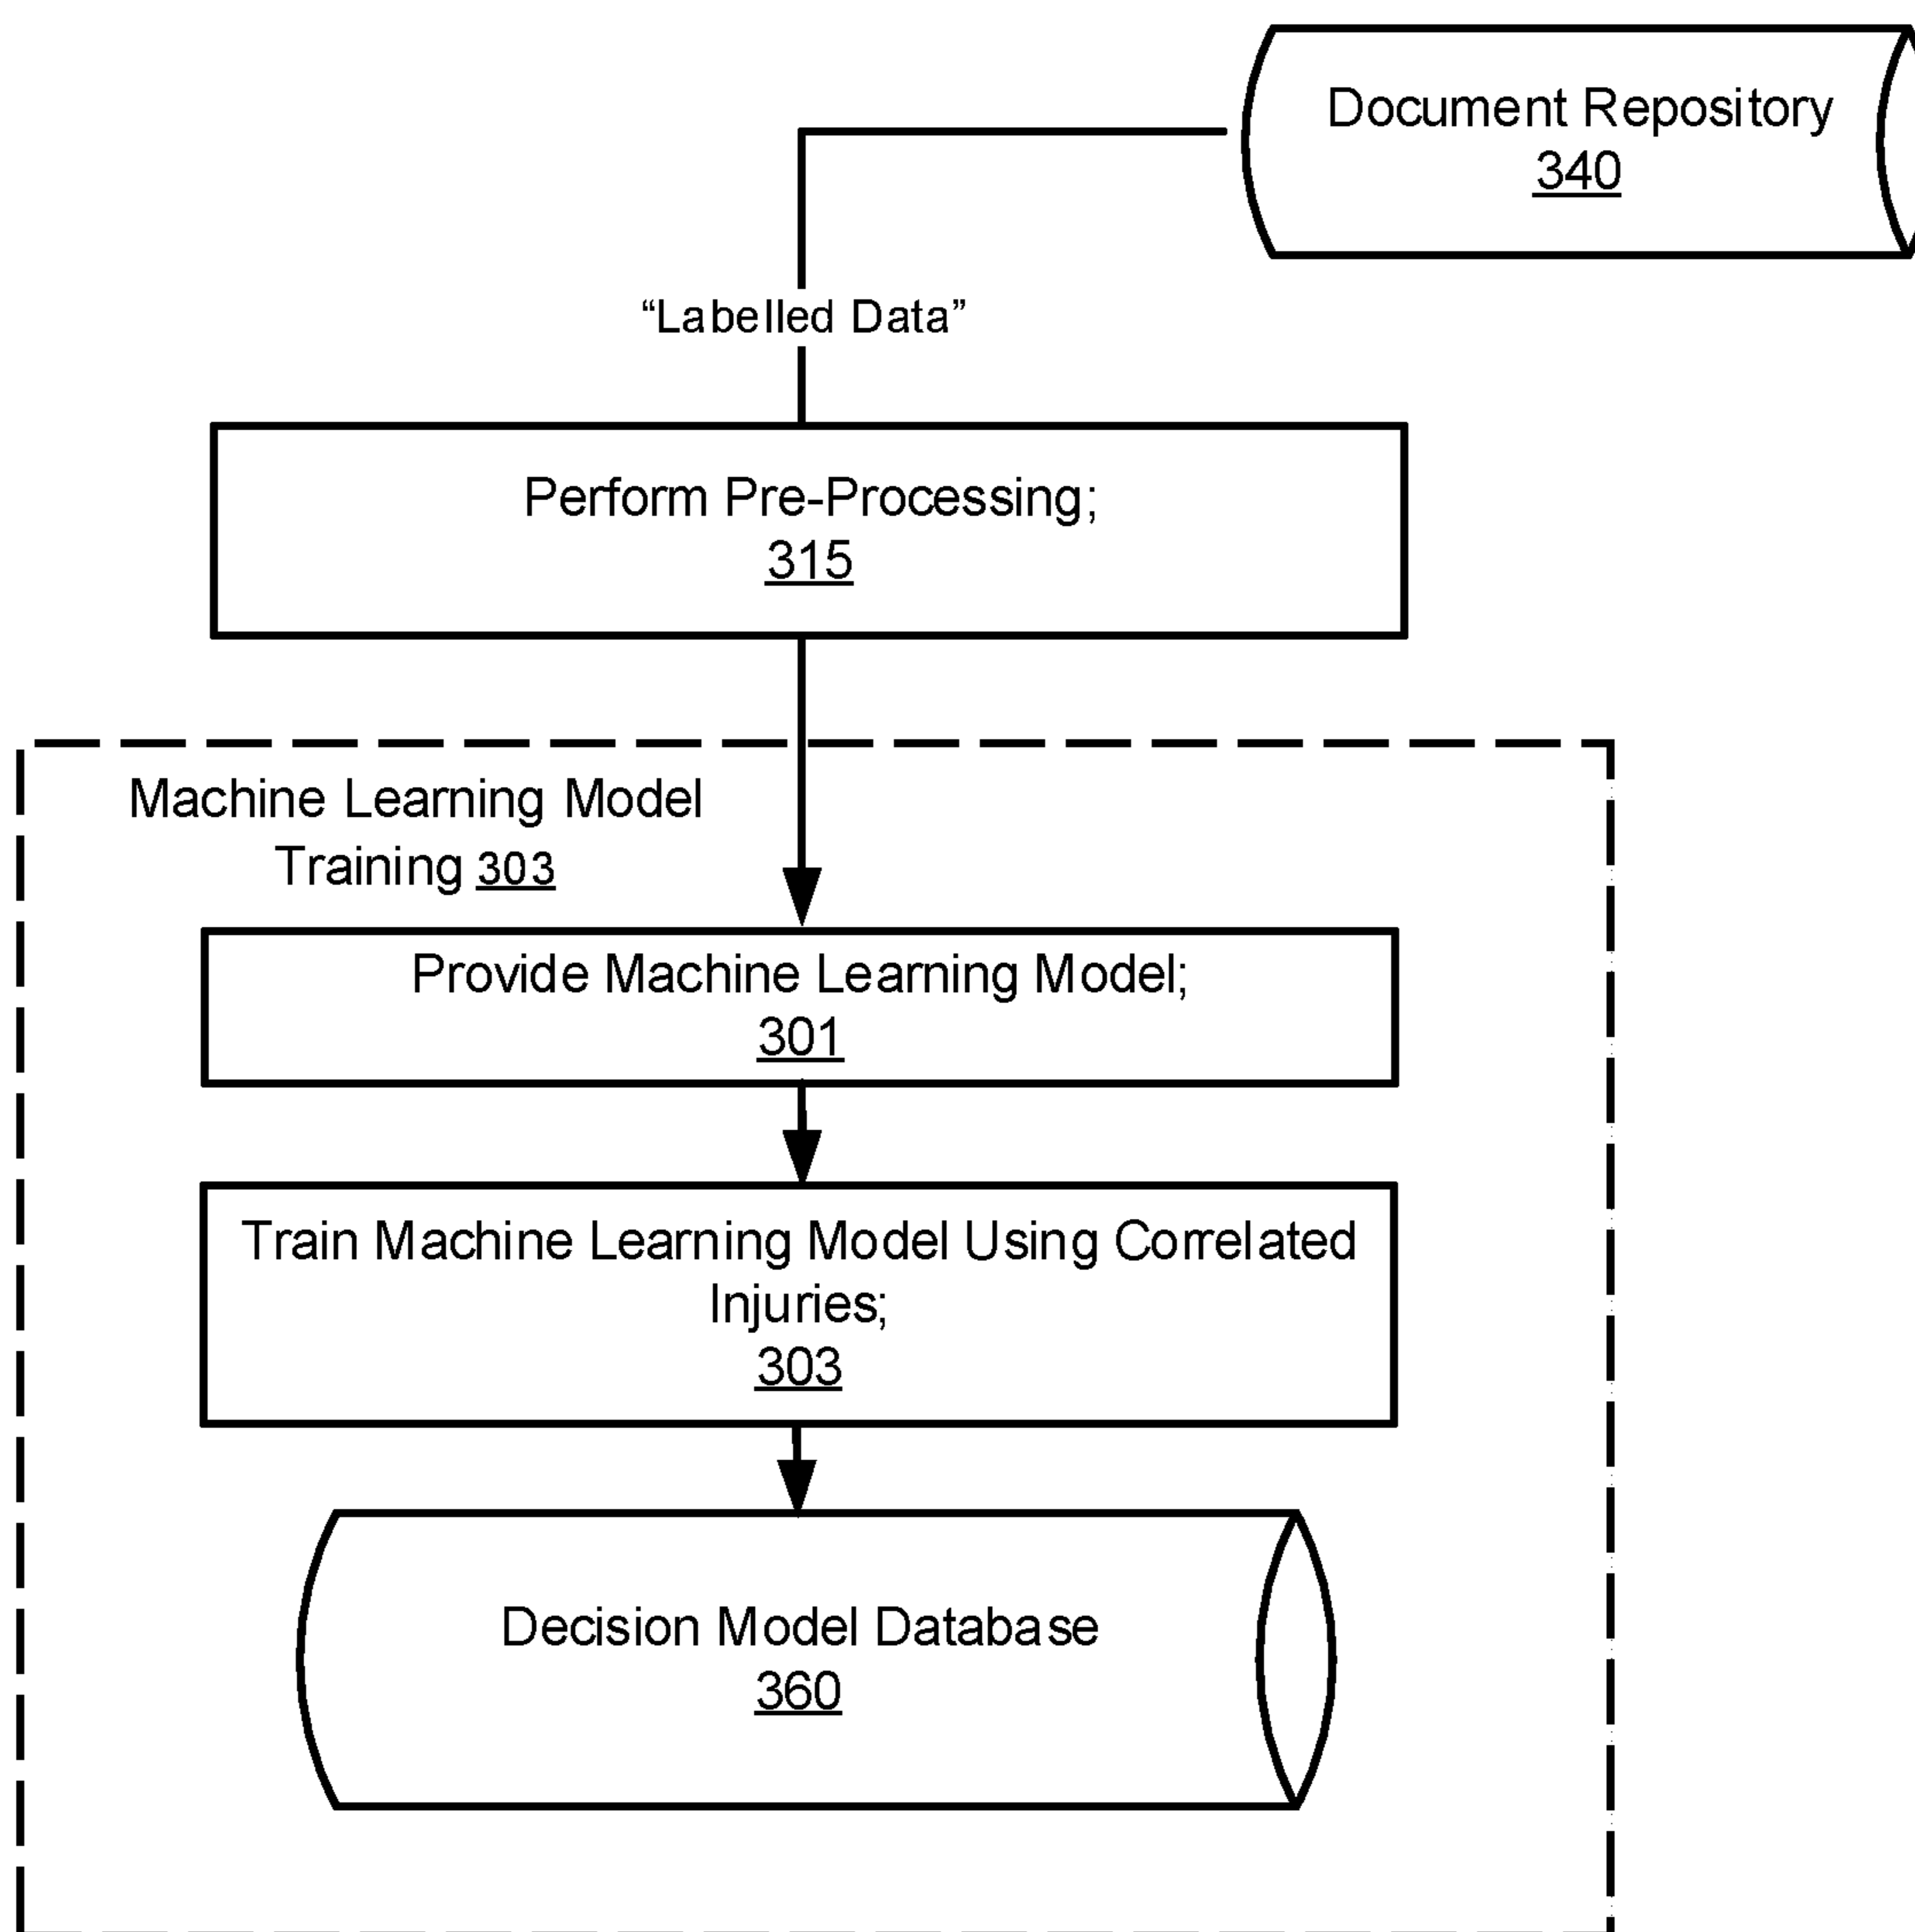 Document Repository
340
“Labelled Data”
Perform Pre-Processing;
315
Machine Learning Model
Training 303
Provide Machine Learning Model;
301
Train Machine Learning Model Using Correlated
Injuries;
303
Decision Model Database
360